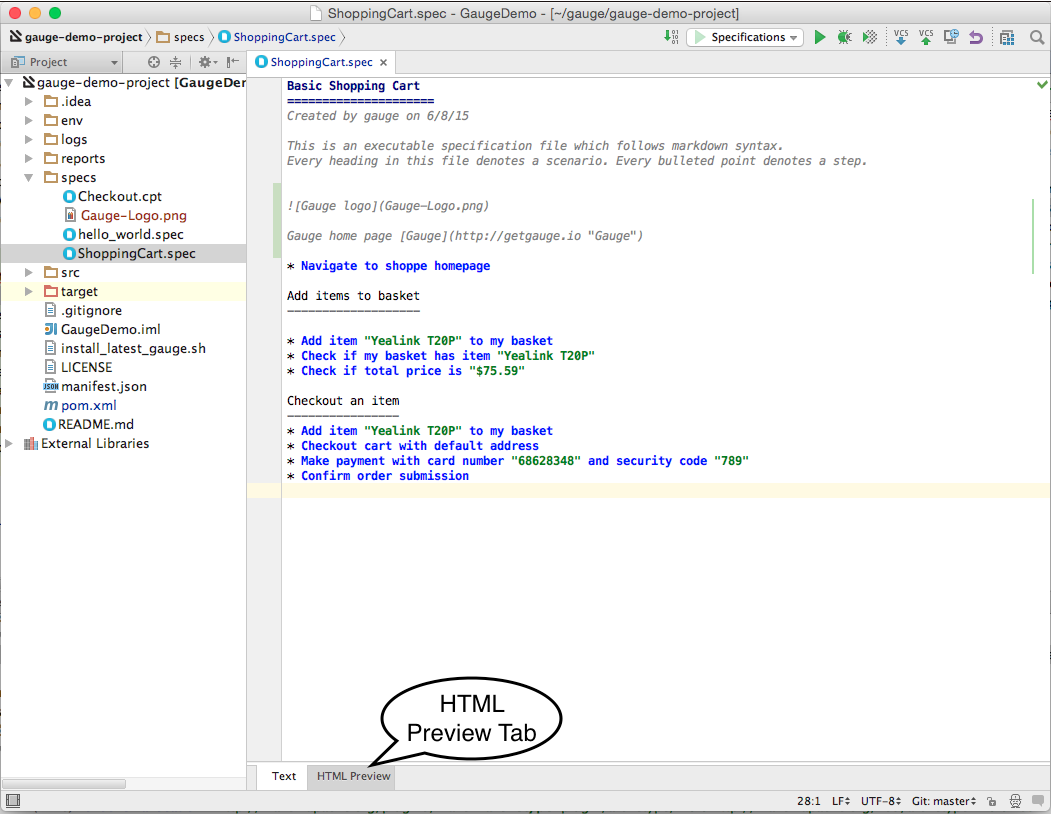 ShoppingCart.spec - GaugeDemo - [~/gauge/gauge-demo-project]
gauge-demo-project specs ShoppingCart.spec
Specifications VCS VCS
Project
ShoppingCart.spec ×
gauge-demo-project [GaugeDer
.idea
env
logs
reports
specs
Checkout.cpt
Gauge-Logo.png
hello_world.spec
ShoppingCart.spec
src
target
.gitignore
GaugeDemo.iml
install_latest_gauge.sh
LICENSE
manifest.json
pom.xml
README.md
External Libraries
Basic Shopping Cart
=====================
Created by gauge on 6/8/15
This is an executable specification file which follows markdown syntax.
Every heading in this file denotes a scenario. Every bulleted point denotes a step.
![Gauge logo](Gauge-Logo.png)
Gauge home page [Gauge](http://getgauge.io "Gauge")
* Navigate to shoppe homepage
Add items to basket
-------------------
* Add item "Yealink T20P" to my basket
* Check if my basket has item "Yealink T20P"
* Check if total price is "$75.59"
Checkout an item
----------------
* Add item "Yealink T20P" to my basket
* Checkout cart with default address
* Make payment with card number "68628348" and security code "789"
* Confirm order submission
HTML
Preview Tab
Text HTML Preview
28:1 LF UTF-8 Git: master